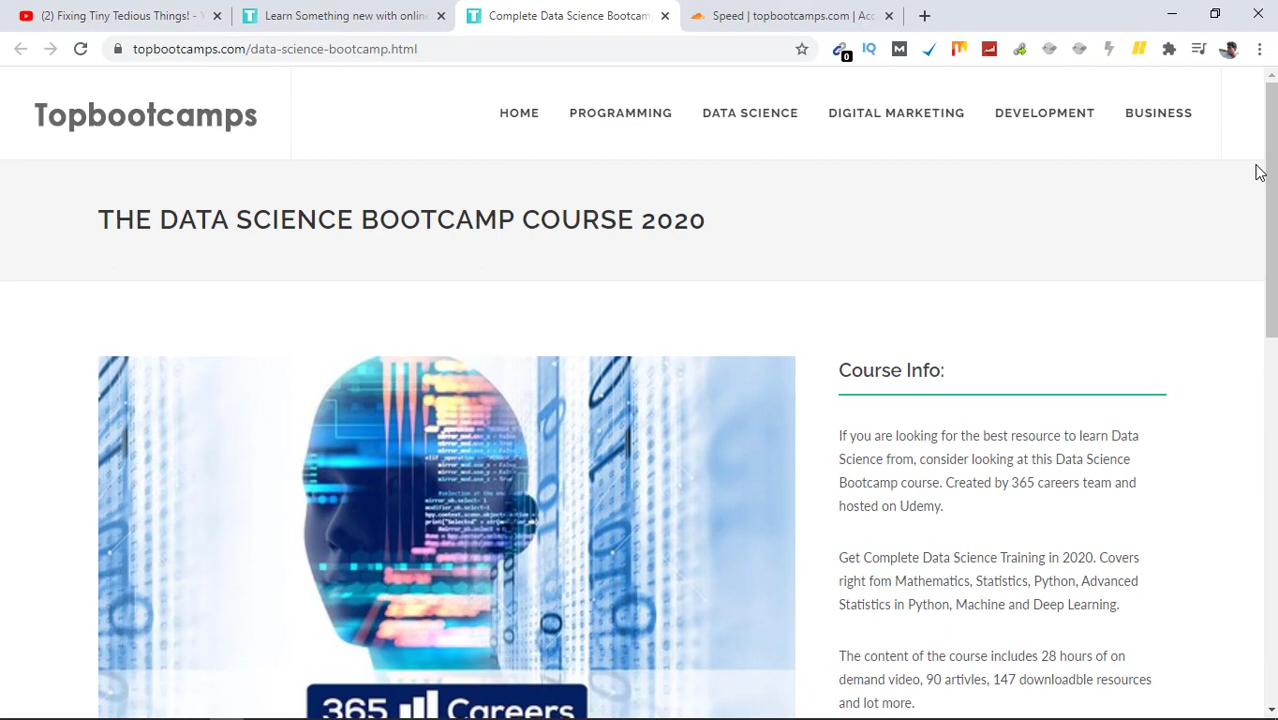 (2) Fixing Tiny Tedious Things! - Y
Learn Something new with online
Complete Data Science Bootcamp
Speed | topbootcamps.com | Acc
topbootcamps.com/data-science-bootcamp.html
0
IQ
M
Topbootcamps
HOME
PROGRAMMING
DATA SCIENCE
DIGITAL MARKETING
DEVELOPMENT
BUSINESS
THE DATA SCIENCE BOOTCAMP COURSE 2020
Course Info:
If you are looking for the best resource to learn Data
Science from, consider looking at this Data Science
Bootcamp course. Created by 365 careers team and
hosted on Udemy.
Get Complete Data Science Training in 2020. Covers
right fom Mathematics, Statistics, Python, Advanced
Statistics in Python, Machine and Deep Learning.
The content of the course includes 28 hours of on
demand video, 90 artivles, 147 downloadble resources
and lot more.
365 Careers